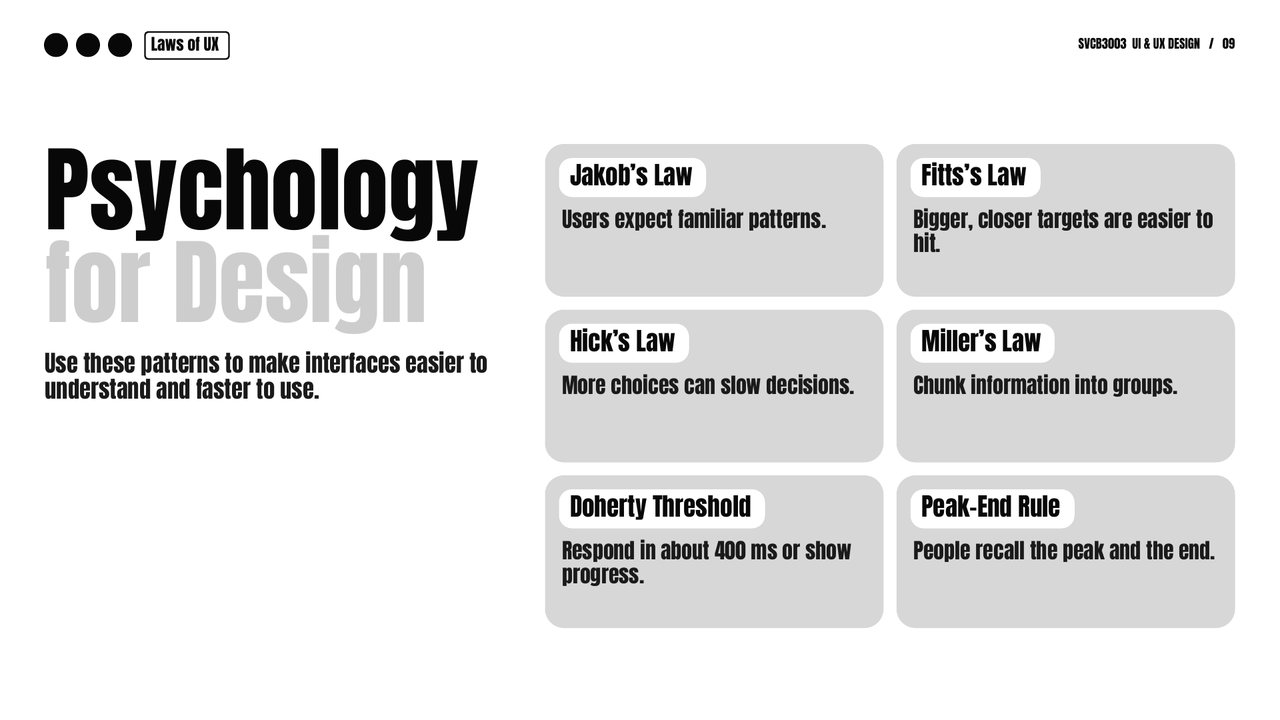 Laws of UX
SVCB3003 UI & UX DESIGN / 09
Psychology
for Design
Use these patterns to make interfaces easier to
understand and faster to use.
Jakob’s Law
Users expect familiar patterns.
Fitts’s Law
Bigger, closer targets are easier to
hit.
Hick’s Law
More choices can slow decisions.
Miller’s Law
Chunk information into groups.
Doherty Threshold
Respond in about 400 ms or show
progress.
Peak-End Rule
People recall the peak and the end.